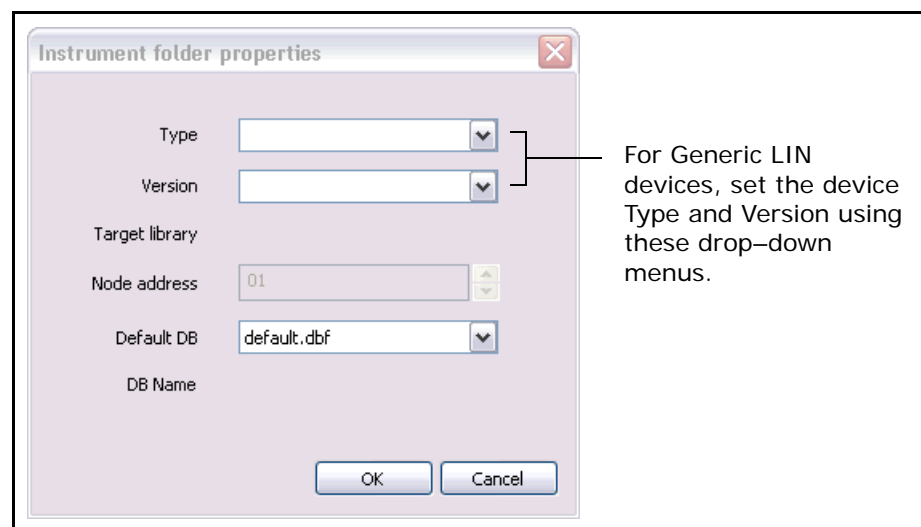 Instrument folder properties
Type
Version
Target library
Node address
01
Default DB
default.dbf
DB Name
OK
Cancel
For Generic LIN
devices, set the device
Type and Version using
these drop–down
menus.